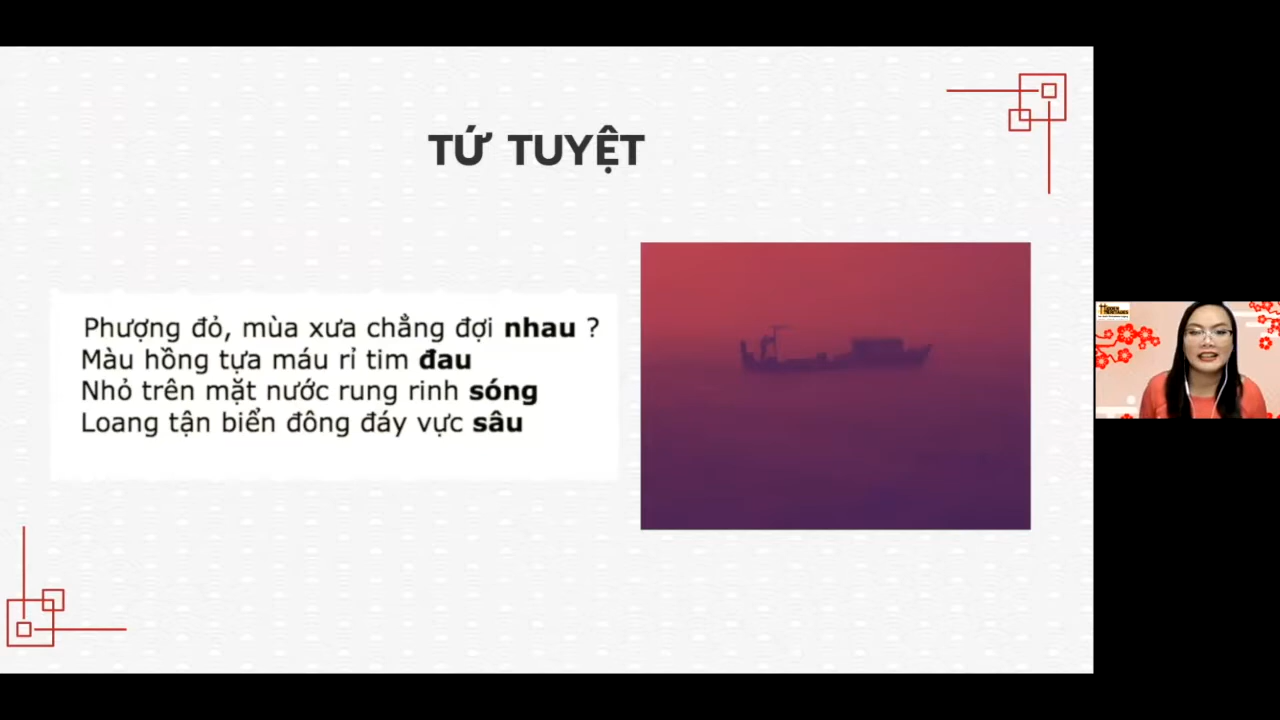 TỨ TUYỆT
Phượng đỏ, mùa xưa chẳng đợi nhau ?
Màu hồng tựa máu rỉ tim đau
Nhỏ trên mặt nước rung rinh sóng
Loang tận biển đông đáy vực sâu